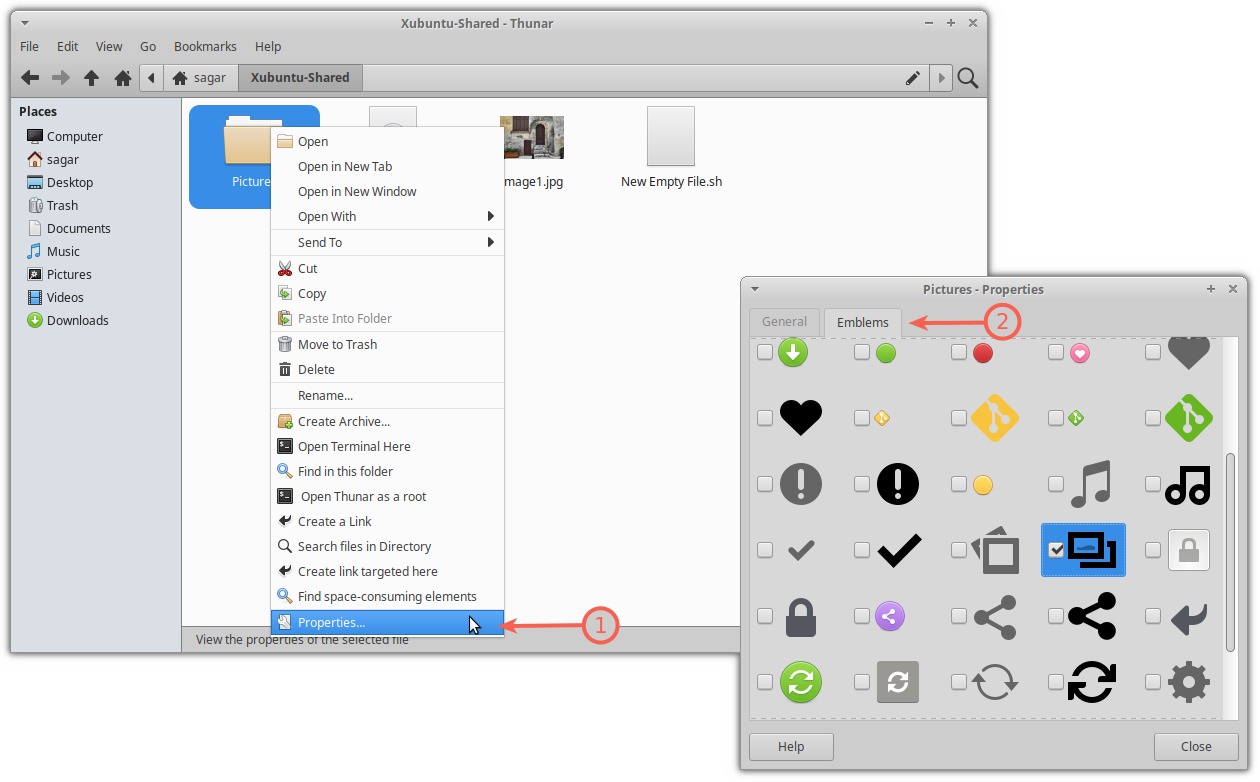 Xubuntu-Shared - Thunar
File Edit View Go Bookmarks Help
sagar Xubuntu-Shared
Places
Computer
sagar
Desktop
Trash
Documents
Music
Pictures
Videos
Downloads
Picture
mage1.jpg
New Empty File.sh
Open
Open in New Tab
Open in New Window
Open With
Send To
Cut
Copy
Paste Into Folder
Move to Trash
Delete
Rename...
Create Archive...
Open Terminal Here
Find in this folder
Open Thunar as a root
Create a Link
Search files in Directory
Create link targeted here
Find space-consuming elements
Properties...
1
View the properties of the selected file
Pictures - Properties
General Emblems
2
Help Close